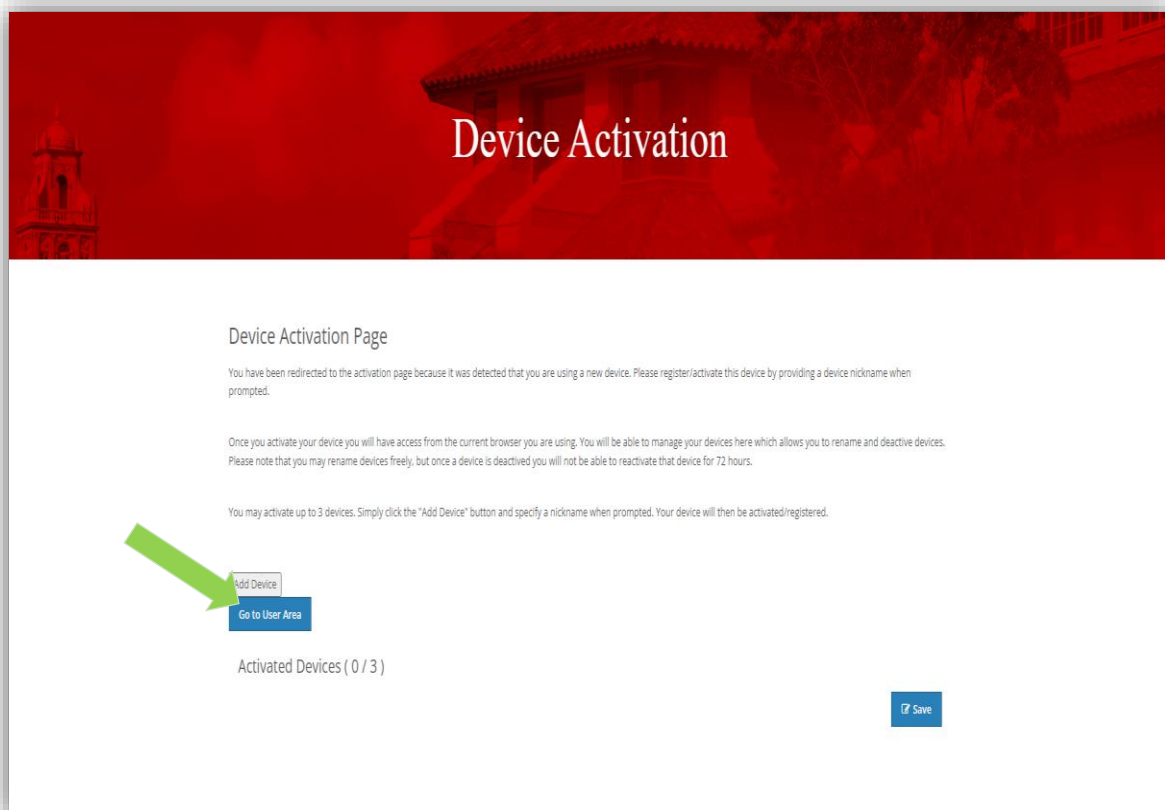 Device Activation
Device Activation Page
You have been redirected to the activation page because it was detected that you are using a new device. Please register/activate this device by providing a device nickname when
prompted.
Once you activate your device you will have access from the current browser you are using. You will be able to manage your devices here which allows you to rename and deactive devices.
Please note that you may rename devices freely, but once a device is deactived you will not be able to reactivate that device for 72 hours.
You may activate up to 3 devices. Simply click the "Add Device" button and specify a nickname when prompted. Your device will then be activated/registered.
Add Device
Go to User Area
Activated Devices ( 0 / 3 )
Save